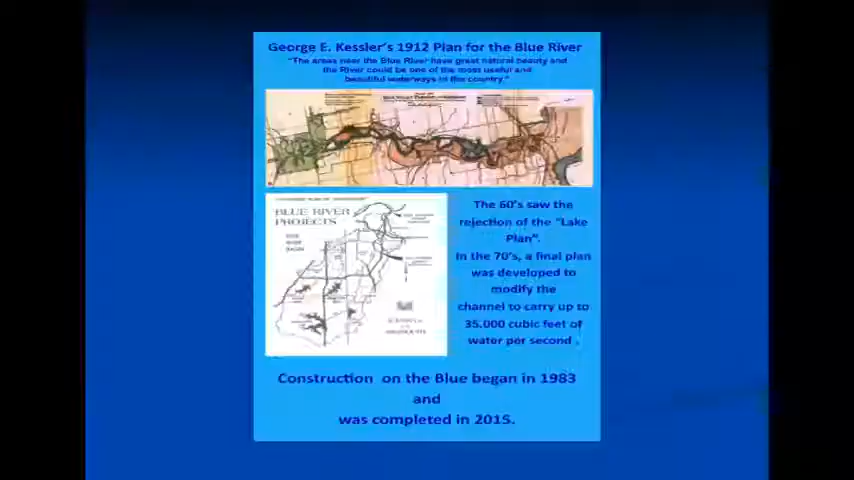 George E. Kessler's 1912 Plan for the Blue River
"The areas near the Blue River have great natural beauty and
the River could be one of the most useful and
beautiful waterways in the country."
BLUE RIVER
PROJECTS
The 60's saw the
rejection of the "Lake
Plan".
In the 70's, a final plan
was developed to
modify the
channel to carry up to
35.000 cubic feet of
water per second .
Construction on the Blue began in 1983
and
was completed in 2015.